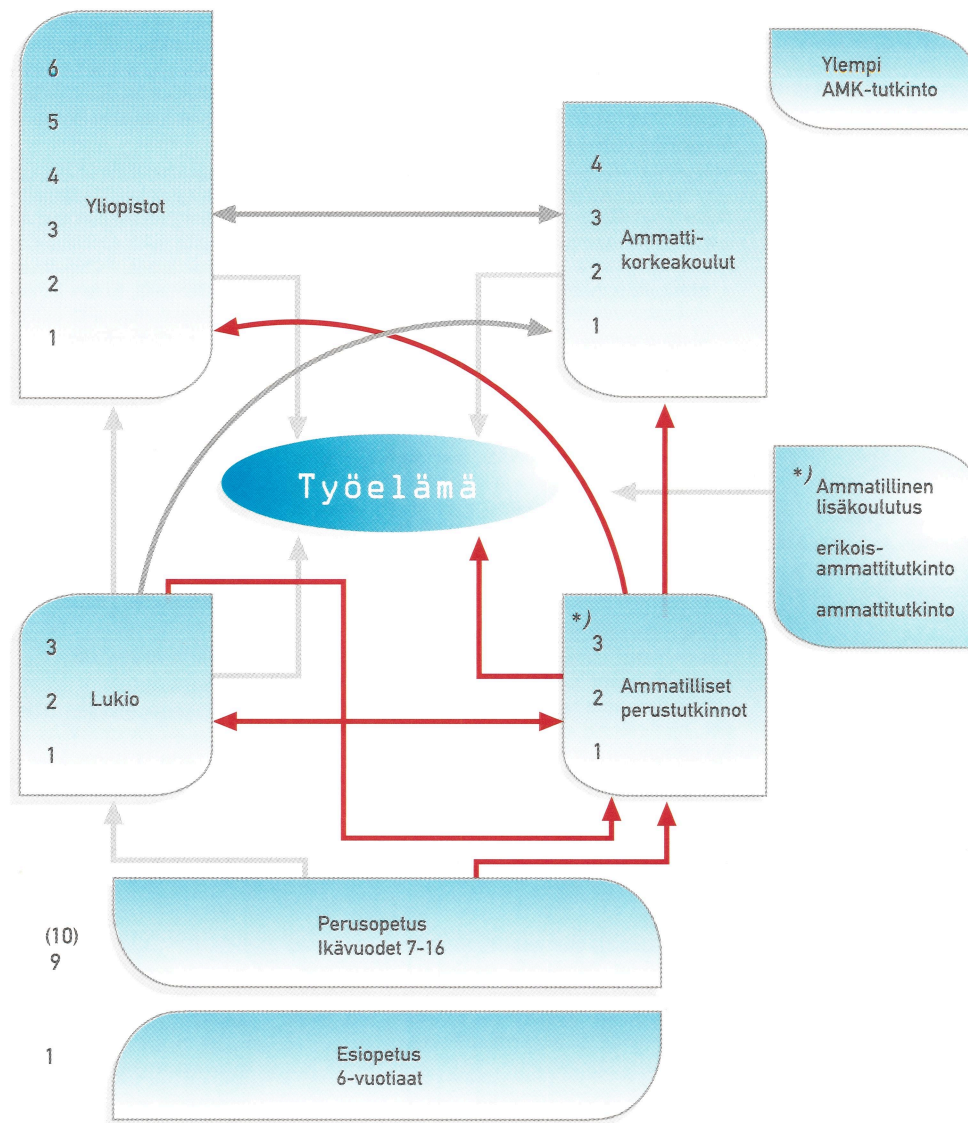 6
5
4
Yliopistot
3
2
1
Ylempi
AMK-tutkinto
4
3
Ammatti-
korkeakoulut
2
1
Työelämä
*) Ammatillinen
lisäkoulutus
erikois-
ammattitutkinto
ammattitutkinto
3
2 Lukio
1
*)
3
Ammatilliset
2 perustutkinnot
1
(10)
9
Perusopetus
Ikävuodet 7-16
1
Esiopetus
6-vuotiaat